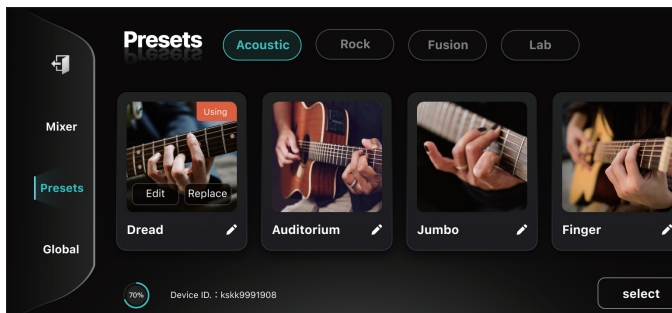 Presets
Acoustic
Rock
Fusion
Lab
Mixer
Presets
Global
Using
Edit
Replace
Dread
Auditorium
Jumbo
Finger
70%
Device ID.：kskk9991908
select